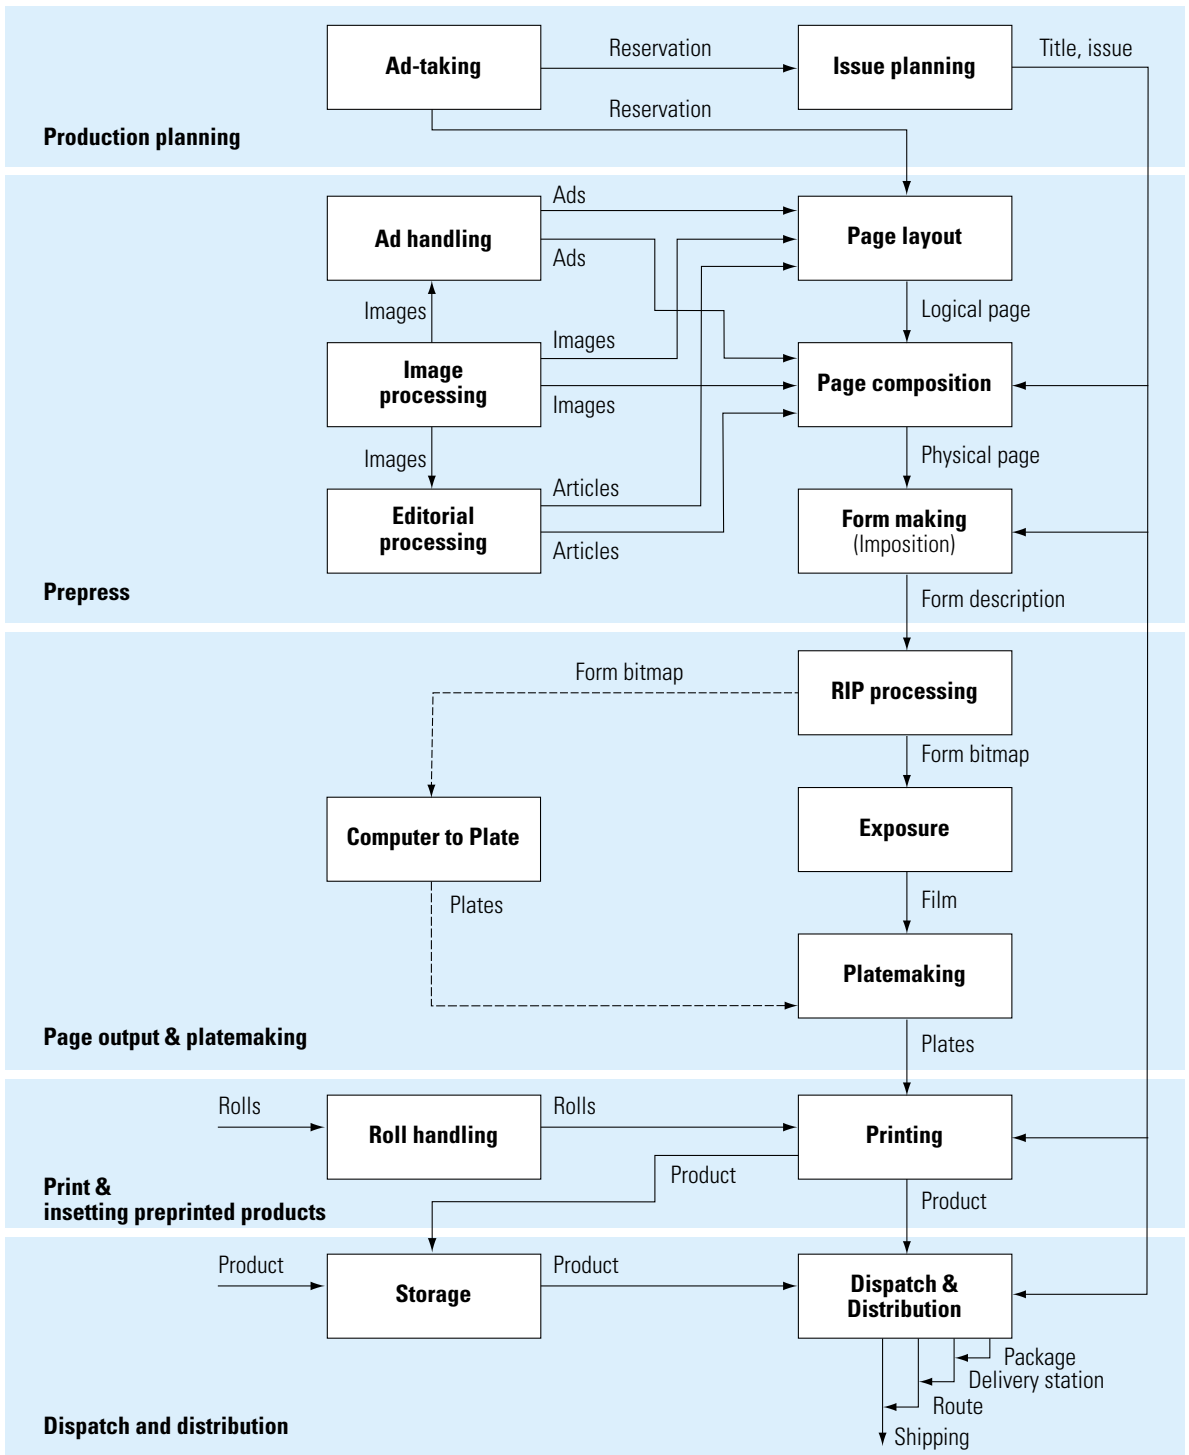 Ad-taking
Reservation
Issue planning
Title, issue
Reservation
Production planning
Ad handling
Ads
Ads
Page layout
Images
Logical page
Image
processing
Images
Images
Page composition
Images
Physical page
Editorial
processing
Articles
Articles
Form making
(Imposition)
Prepress
Form description
Form bitmap
RIP processing
Form bitmap
Computer to Plate
Exposure
Plates
Film
Platemaking
Page output & platemaking
Plates
Rolls
Roll handling
Rolls
Printing
Product
Product
Print &
insetting preprinted products
Product
Storage
Product
Dispatch &
Distribution
Package
Delivery station
Route
Shipping
Dispatch and distribution